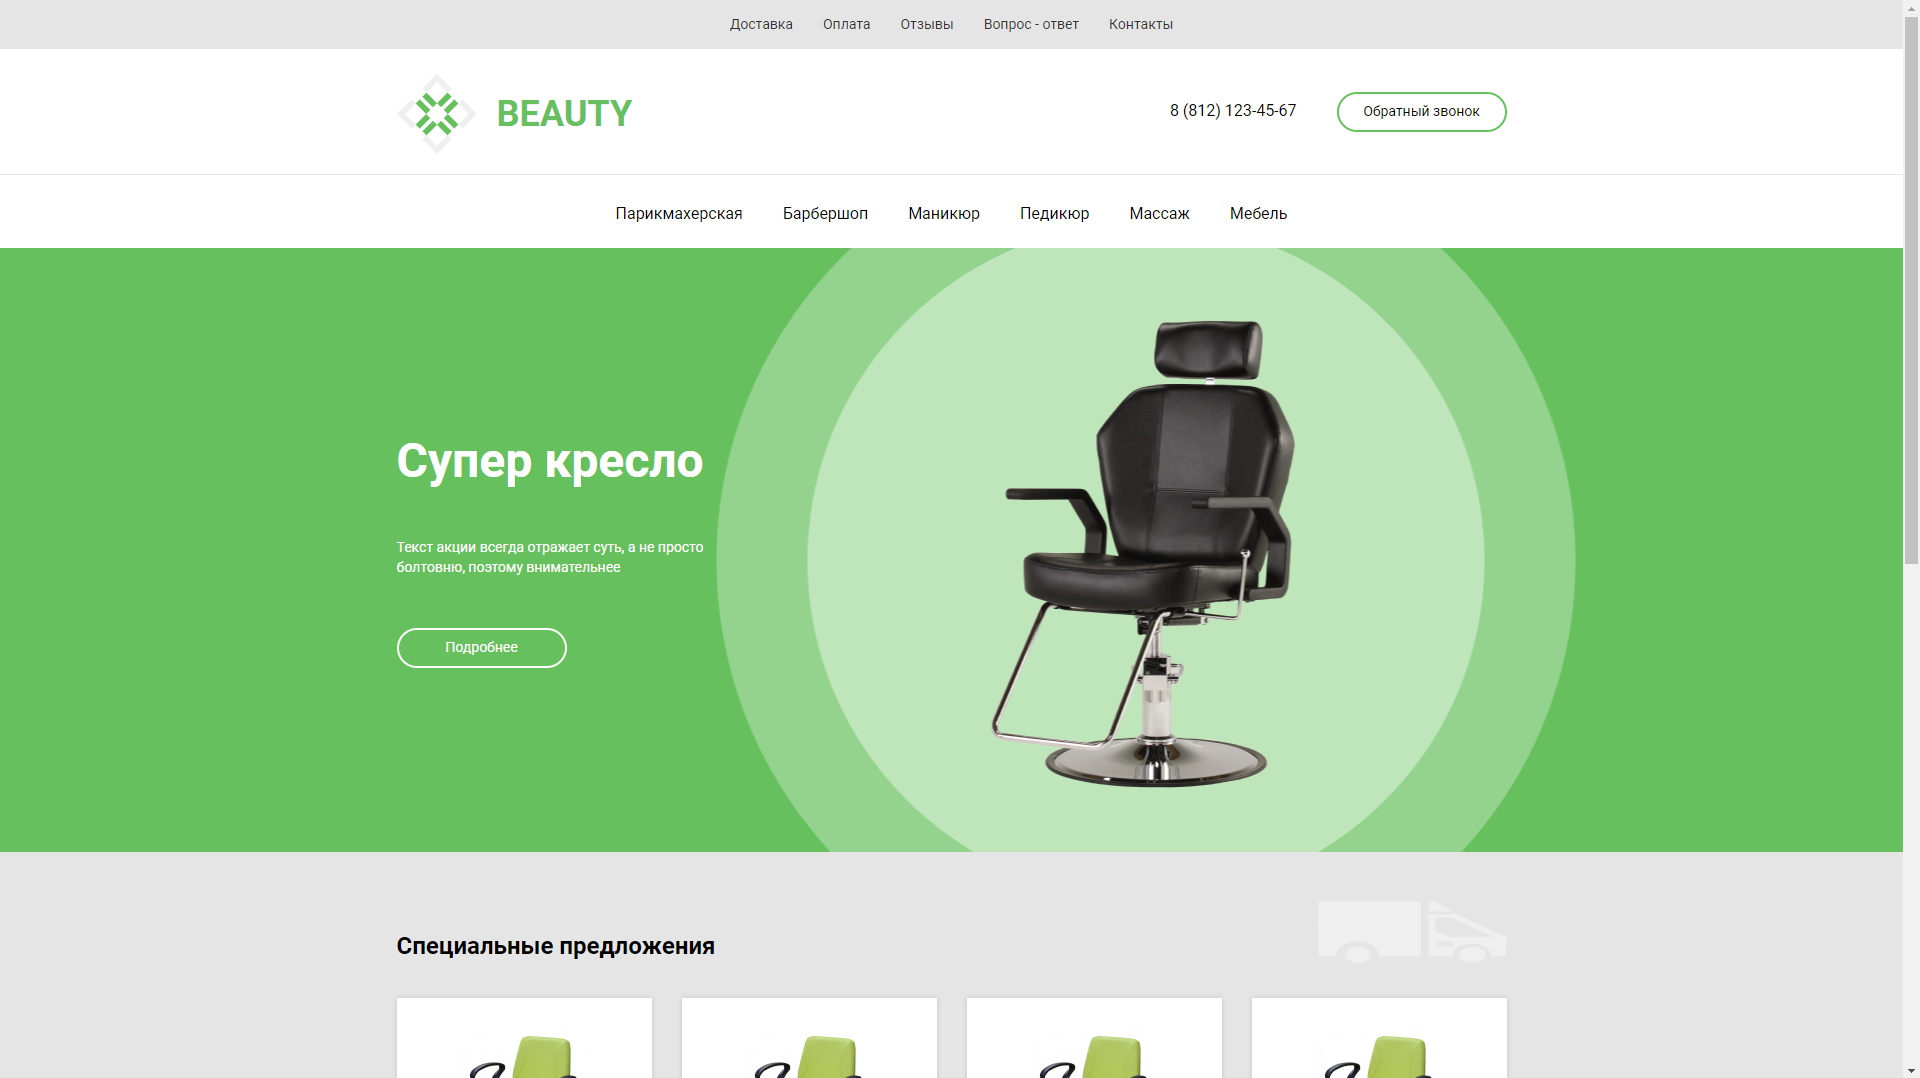 Доставка Оплата Отзывы Вопрос - ответ Контакты
BEAUTY
8 (812) 123-45-67
Обратный звонок
Парикмахерская Барбершоп Маникюр Педикюр Массаж Мебель
Супер кресло
Текст акции всегда отражает суть, а не просто
болтовню, поэтому внимательнее
Подробнее
Специальные предложения